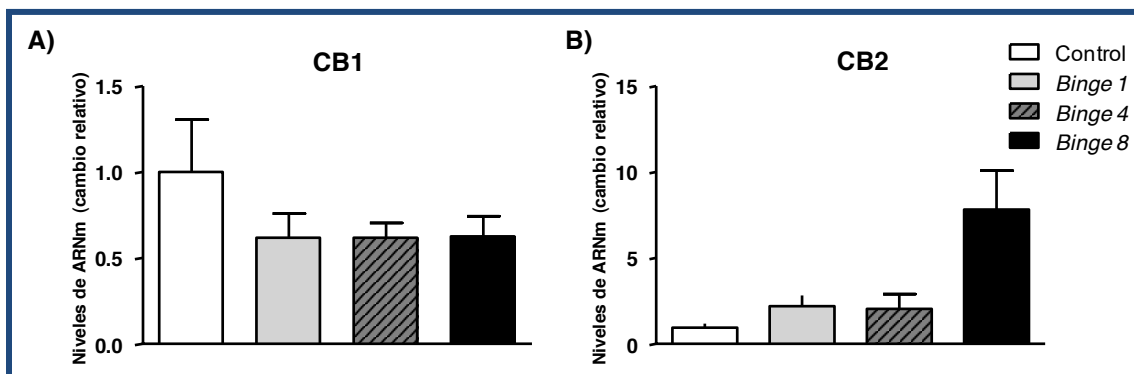 A)
CB1
Niveles de ARNm (cambio relativo)
1.5
1.0
0.5
0.0
B)
CB2
Niveles de ARNm (cambio relativo)
15
10
5
0
Control
Binge 1
Binge 4
Binge 8